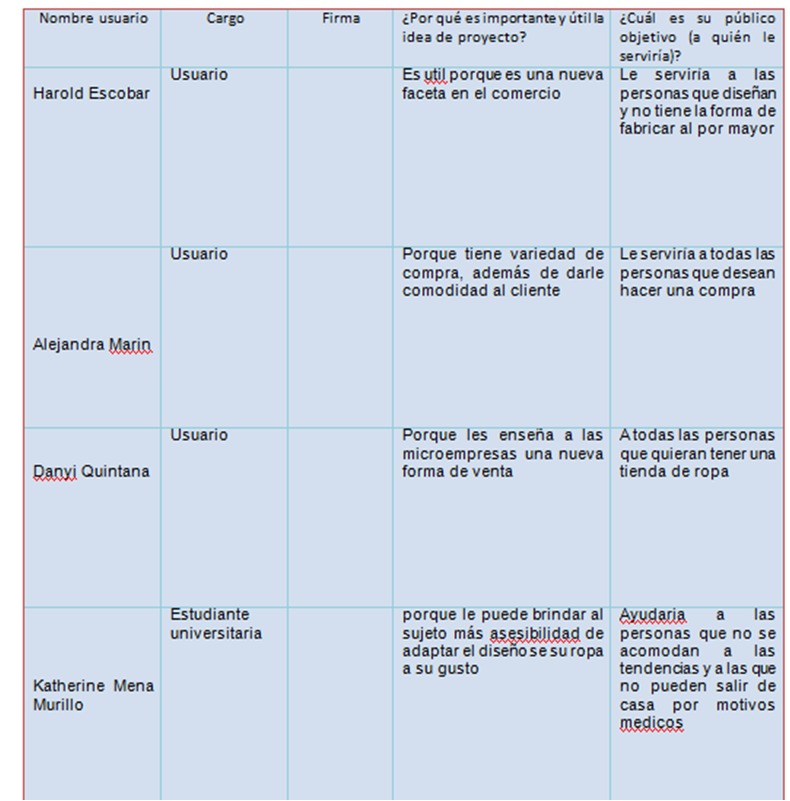 Nombre usuario
Cargo
Firma
¿Por qué es importante y útil la
idea de proyecto?
¿Cuál es su público
objetivo (a quién le
serviría)?
Harold Escobar
Usuario
Es util porque es una nueva
faceta en el comercio
Le serviría a las
personas que diseñan
y no tiene la forma de
fabricar al por mayor
Alejandra Marin
Usuario
Porque tiene variedad de
compra, además de darle
comodidad al cliente
Le serviría a todas las
personas que desean
hacer una compra
Danyi Quintana
Usuario
Porque les enseña a las
microempresas una nueva
forma de venta
A todas las personas
que quieran tener una
tienda de ropa
Katherine Mena
Murillo
Estudiante
universitaria
porque le puede brindar al
sujeto más asesibilidad de
adaptar el diseño se su ropa
a su gusto
Ayudaria a las
personas que no se
acomodan a las
tendencias y a las que
no pueden salir de
casa por motivos
medicos